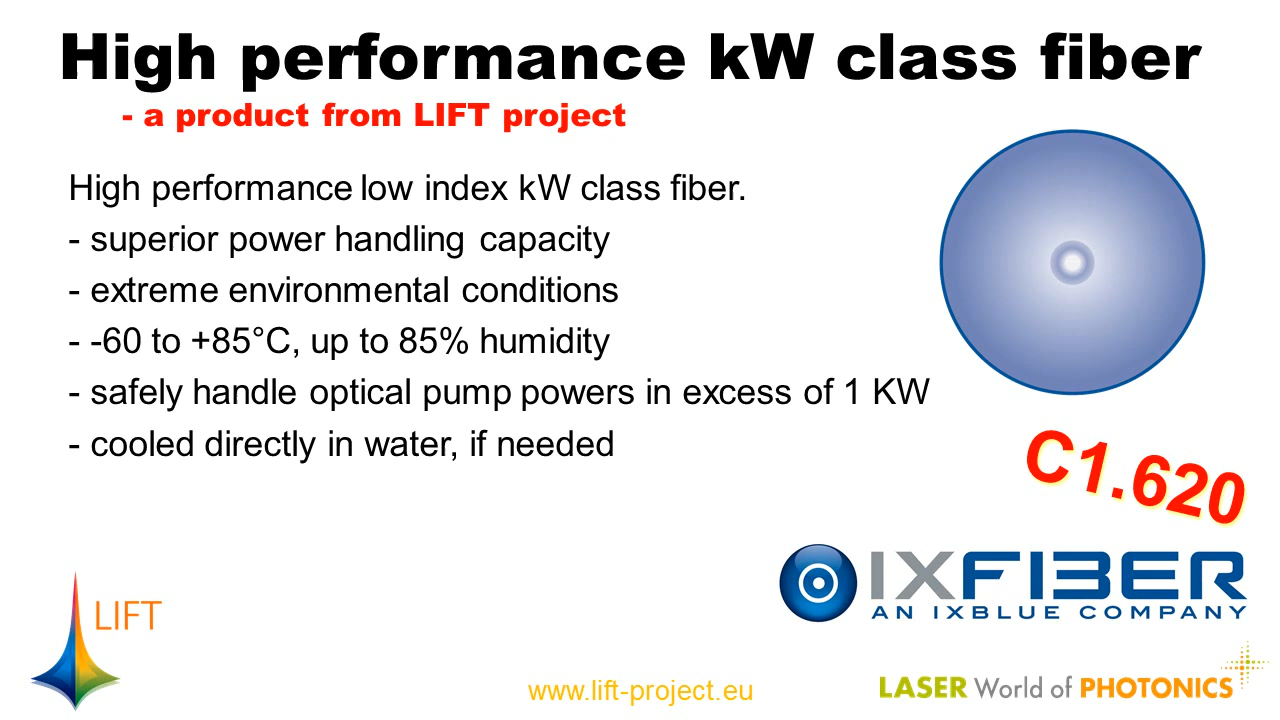 High performance kW class fiber
- a product from LIFT project
High performance low index kW class fiber.
- superior power handling capacity
- extreme environmental conditions
- -60 to +85°C, up to 85% humidity
- safely handle optical pump powers in excess of 1 KW
- cooled directly in water, if needed
C1.620
IXFIBER
AN IXBLUE COMPANY
LIFT
www.lift-project.eu
LASER World of PHOTONICS